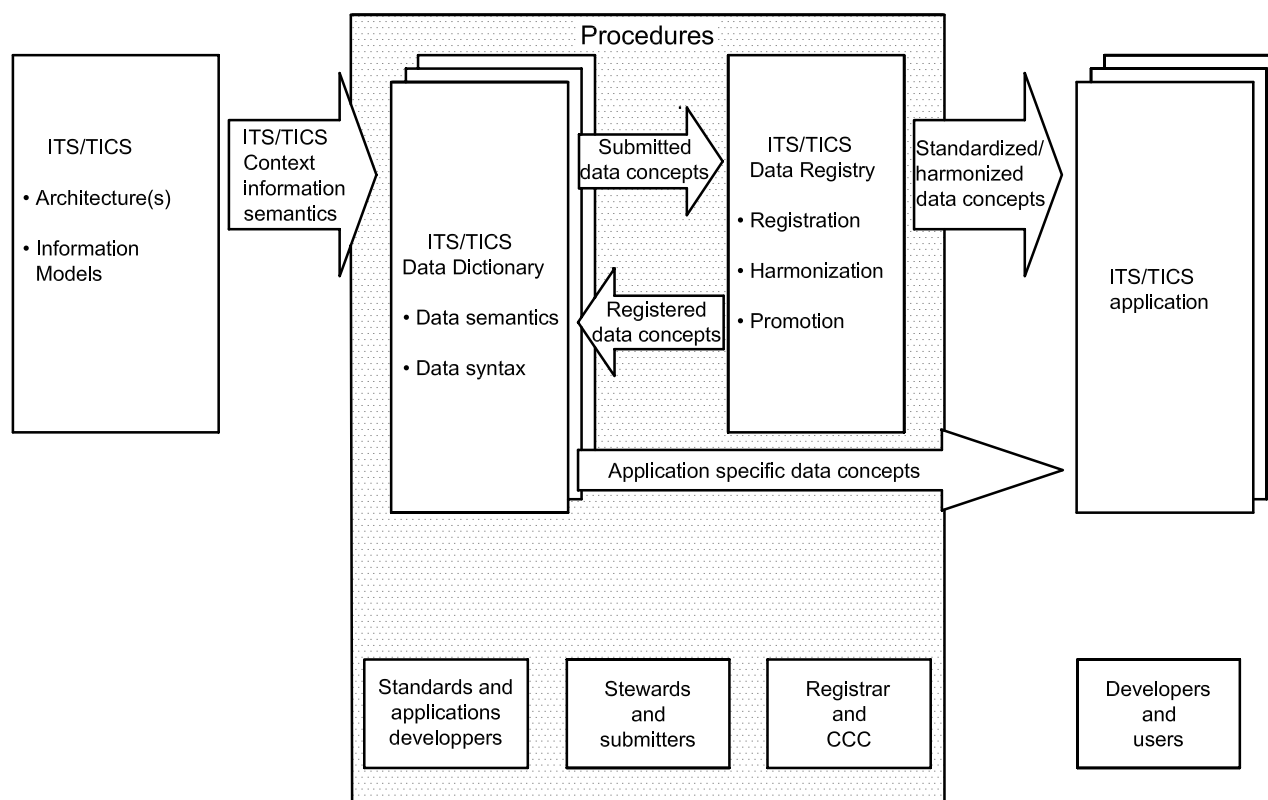 Procedures
ITS/TICS
• Architecture(s)
• Information
Models
ITS/TICS
Context
information
semantics
ITS/TICS
Data Dictionary
• Data semantics
• Data syntax
Submitted
data concepts
Registered
data concepts
ITS/TICS
Data Registry
• Registration
• Harmonization
• Promotion
Standardized/
harmonized
data concepts
ITS/TICS
application
Application specific data concepts
Standards and
applications
developpers
Stewards
and
submitters
Registrar
and
CCC
Developers
and
users